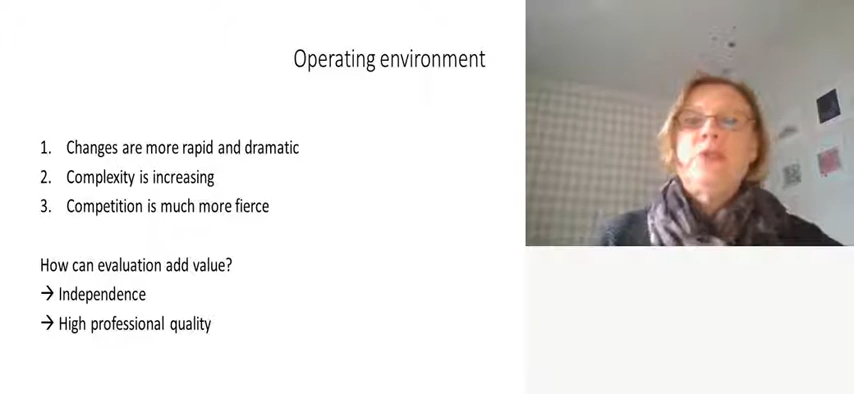 Operating environment
1. Changes are more rapid and dramatic
2. Complexity is increasing
3. Competition is much more fierce
How can evaluation add value?
→ Independence
→ High professional quality